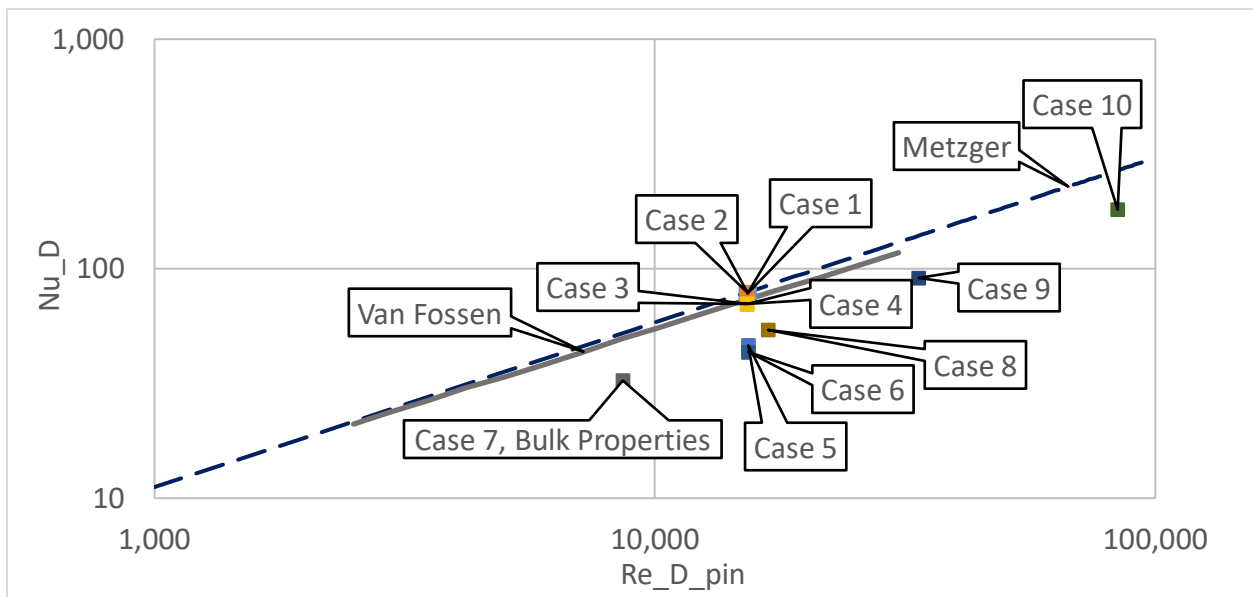 1,000
Nu_D
Case 10
Metzger
Case 2
Case 1
100
Case 3
Case 4
Case 9
Van Fossen
Case 8
Case 6
Case 7, Bulk Properties
Case 5
10
1,000
10,000
100,000
Re_D_pin